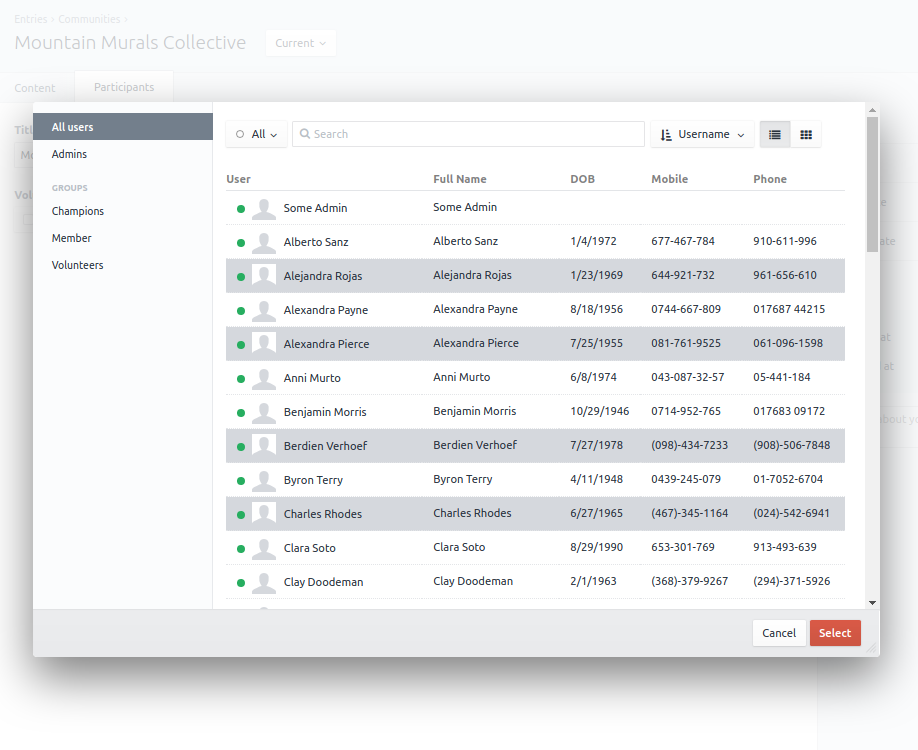 Entries › Communities ›
Mountain Murals Collective
Current
Content
Participants
All users
Admins
GROUPS
Champions
Member
Volunteers
All
Search
Username
User Full Name DOB Mobile Phone
Some Admin Some Admin
Alberto Sanz Alberto Sanz 1/4/1972 677-467-784 910-611-996
Alejandra Rojas Alejandra Rojas 1/23/1969 644-921-732 961-656-610
Alexandra Payne Alexandra Payne 8/18/1956 0744-667-809 017687 44215
Alexandra Pierce Alexandra Pierce 7/25/1955 081-761-9525 061-096-1598
Anni Murto Anni Murto 6/8/1974 043-087-32-57 05-441-184
Benjamin Morris Benjamin Morris 10/29/1946 0714-952-765 017683 09172
Berdien Verhoef Berdien Verhoef 7/27/1978 (098)-434-7233 (908)-506-7848
Byron Terry Byron Terry 4/11/1948 0439-245-079 01-7052-6704
Charles Rhodes Charles Rhodes 6/27/1965 (467)-345-1164 (024)-542-6941
Clara Soto Clara Soto 8/29/1990 653-301-769 913-493-639
Clay Doodeman Clay Doodeman 2/1/1963 (368)-379-9267 (294)-371-5926
Cancel
Select